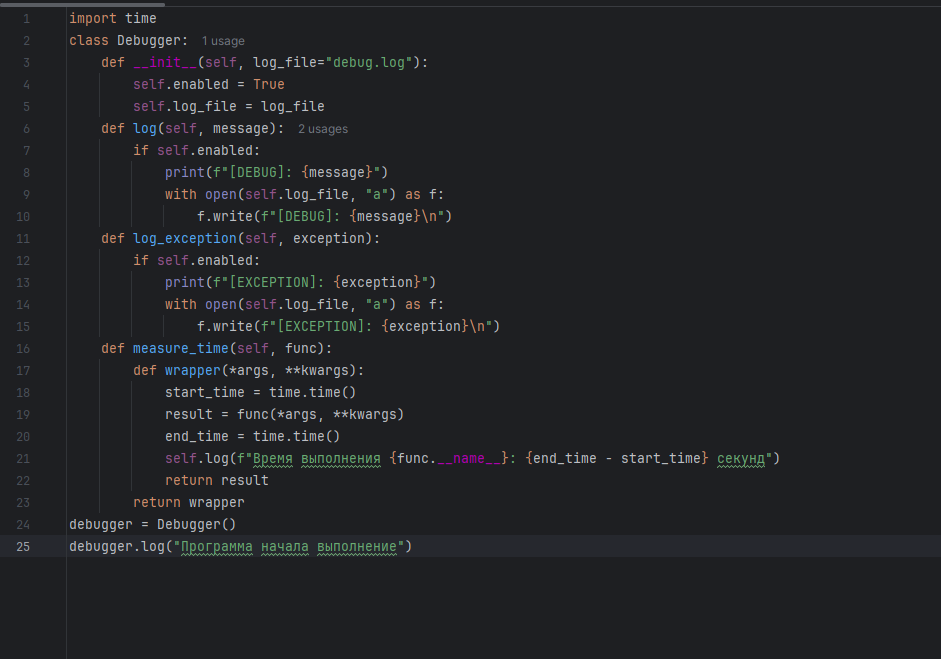 1 import time
2 class Debugger: 1 usage
3     def __init__(self, log_file="debug.log"):
4         self.enabled = True
5         self.log_file = log_file
6     def log(self, message): 2 usages
7         if self.enabled:
8             print(f"[DEBUG]: {message}")
9             with open(self.log_file, "a") as f:
10                 f.write(f"[DEBUG]: {message}\n")
11     def log_exception(self, exception):
12         if self.enabled:
13             print(f"[EXCEPTION]: {exception}")
14             with open(self.log_file, "a") as f:
15                 f.write(f"[EXCEPTION]: {exception}\n")
16     def measure_time(self, func):
17         def wrapper(*args, **kwargs):
18             start_time = time.time()
19             result = func(*args, **kwargs)
20             end_time = time.time()
21             self.log(f"Время выполнения {func.__name__}: {end_time - start_time} секунд")
22             return result
23         return wrapper
24 debugger = Debugger()
25 debugger.log("Программа начала выполнение")